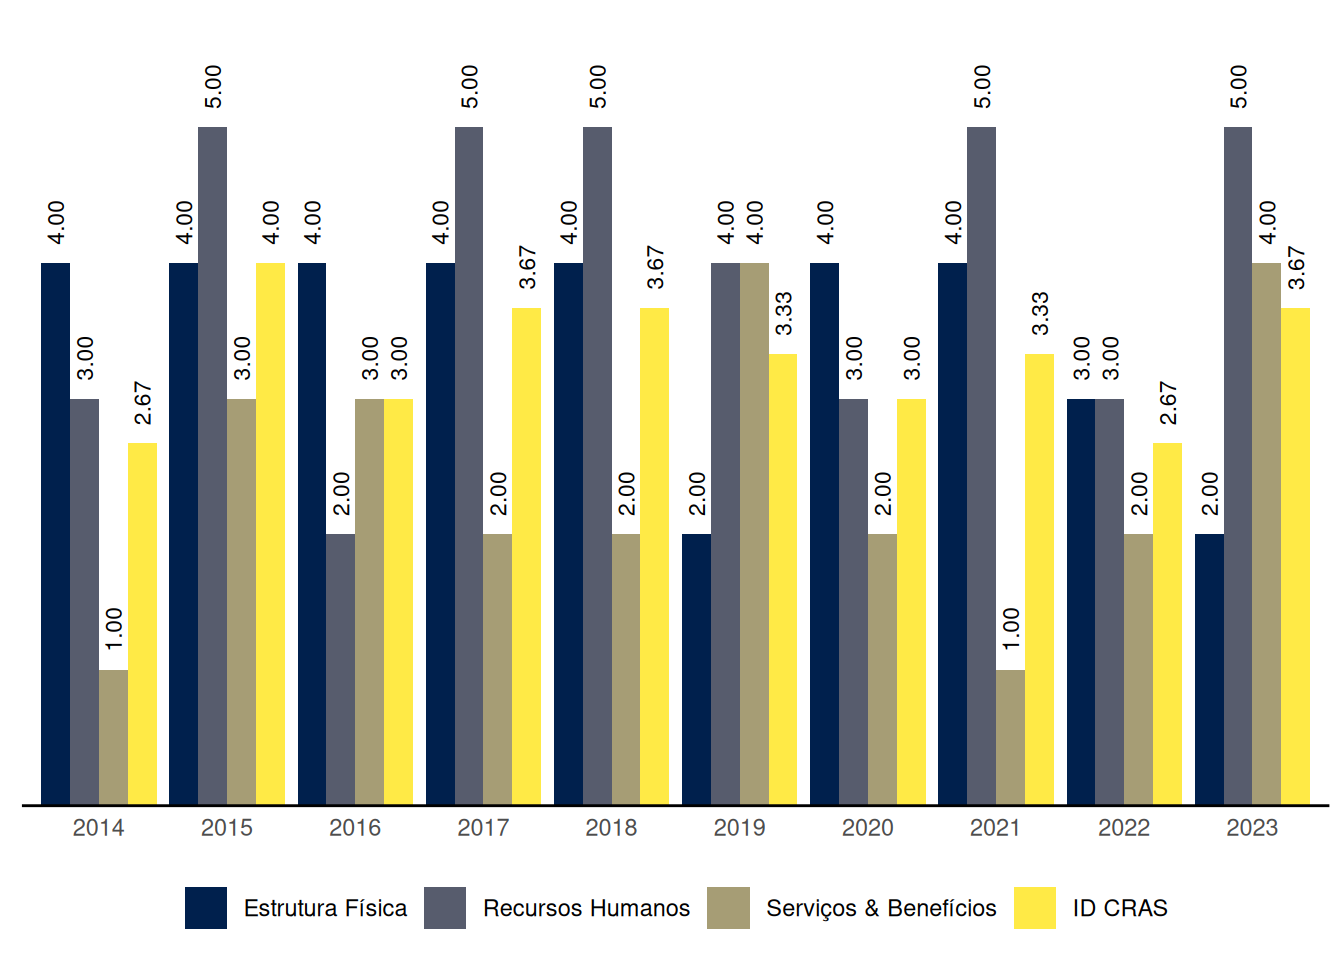 4.00 3.00 1.00 2.67
4.00 5.00 3.00 4.00
4.00 2.00 3.00 3.00
4.00 5.00 2.00 3.67
4.00 5.00 2.00 3.67
2.00 4.00 4.00 3.33
4.00 3.00 2.00 3.00
4.00 5.00 1.00 3.33
3.00 3.00 2.00 2.67
2.00 5.00 4.00 3.67
2014 2015 2016 2017 2018 2019 2020 2021 2022 2023
Estrutura Física Recursos Humanos Serviços & Benefícios ID CRAS